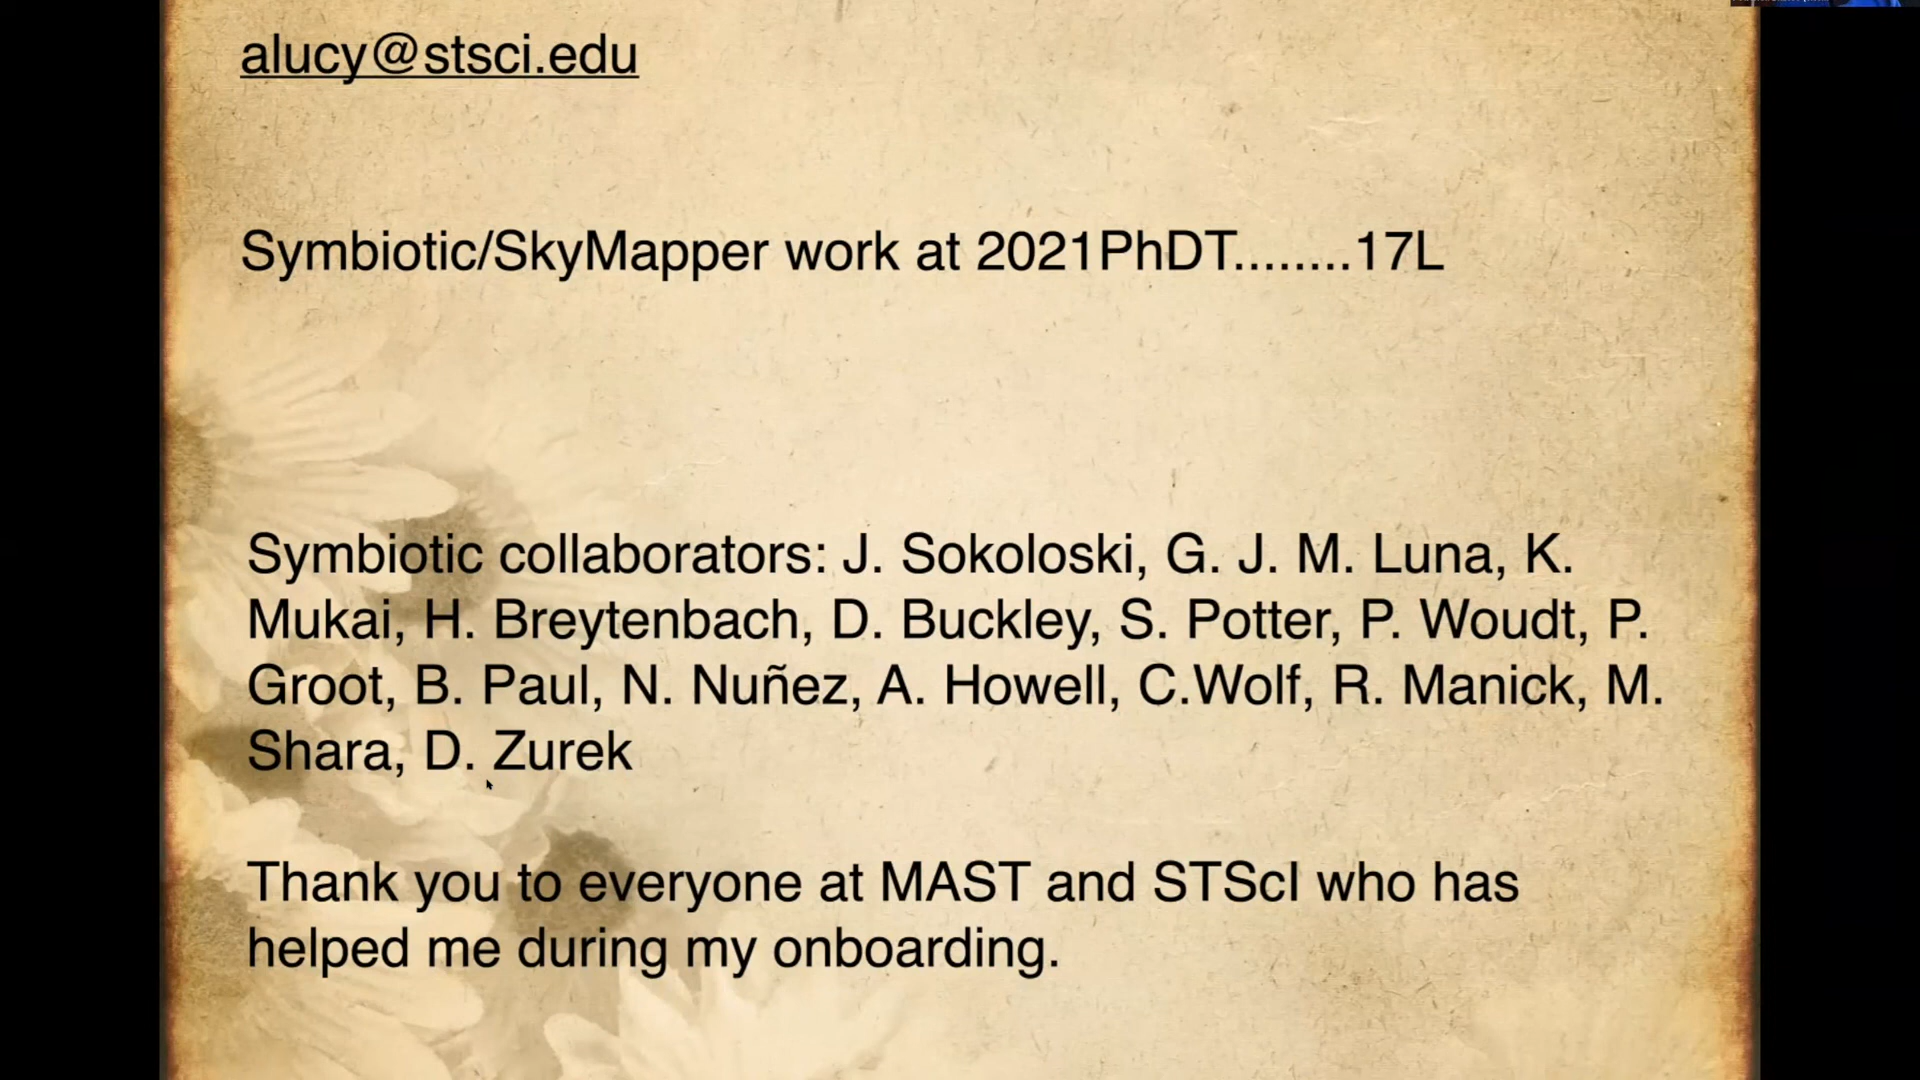 alucy@stsci.edu
Symbiotic/SkyMapper work at 2021PhDT........17L
Symbiotic collaborators: J. Sokoloski, G. J. M. Luna, K.
Mukai, H. Breytenbach, D. Buckley, S. Potter, P. Woudt, P.
Groot, B. Paul, N. Nuñez, A. Howell, C.Wolf, R. Manick, M.
Shara, D. Zurek
Thank you to everyone at MAST and STScI who has
helped me during my onboarding.